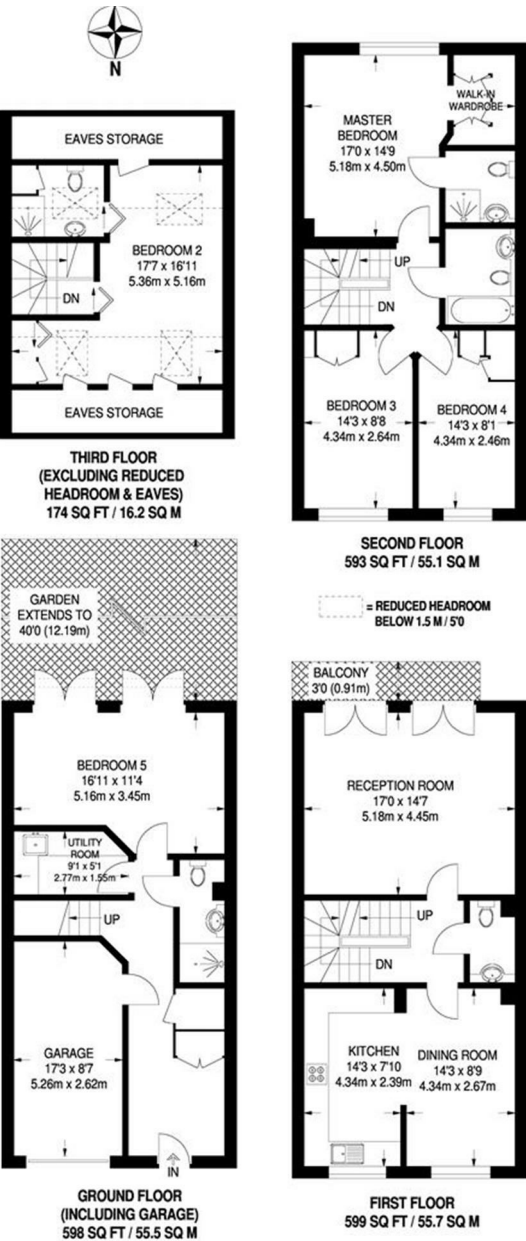 N
EAVES STORAGE
BEDROOM 2
17'7 x 16'11
5.36m x 5.16m
DN
EAVES STORAGE
THIRD FLOOR
(EXCLUDING REDUCED
HEADROOM & EAVES)
174 SQ FT / 16.2 SQ M
WALK-IN
WARDROBE
MASTER
BEDROOM
17'0 x 14'9
5.18m x 4.50m
UP
DN
BEDROOM 3
14'3 x 8'8
4.34m x 2.64m
BEDROOM 4
14'3 x 8'1
4.34m x 2.46m
SECOND FLOOR
593 SQ FT / 55.1 SQ M
= REDUCED HEADROOM
BELOW 1.5 M / 5'0
GARDEN
EXTENDS TO
40'0 (12.19m)
BEDROOM 5
16'11 x 11'4
5.16m x 3.45m
UTILITY
ROOM
9'1 x 5'1
2.77m x 1.55m
UP
GARAGE
17'3 x 8'7
5.26m x 2.62m
IN
GROUND FLOOR
(INCLUDING GARAGE)
598 SQ FT / 55.5 SQ M
BALCONY
3'0 (0.91m)
RECEPTION ROOM
17'0 x 14'7
5.18m x 4.45m
UP
DN
KITCHEN
14'3 x 7'10
4.34m x 2.39m
DINING ROOM
14'3 x 8'9
4.34m x 2.67m
FIRST FLOOR
599 SQ FT / 55.7 SQ M